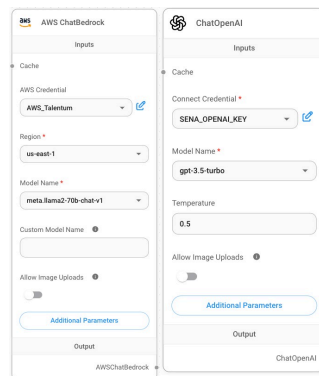 aws
AWS ChatBedrock
Inputs
Cache
AWS Credential
AWS_Talentum
Region *
us-east-1
Model Name *
meta.llama2-70b-chat-v1
Custom Model Name
Allow Image Uploads
Additional Parameters
Output
AWSChatBedrock
ChatOpenAI
Inputs
Cache
Connect Credential *
SENA_OPENAI_KEY
Model Name *
gpt-3.5-turbo
Temperature
0.5
Allow Image Uploads
Additional Parameters
Output
ChatOpenAI